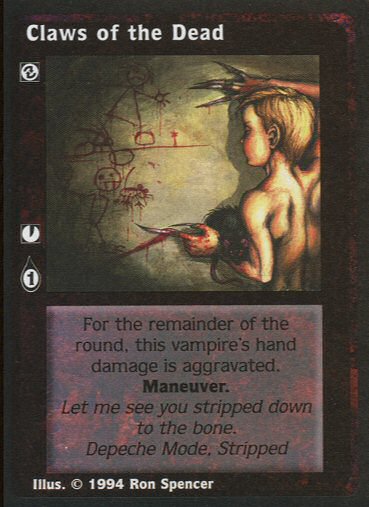 Claws of the Dead
1
For the remainder of the
round, this vampire's hand
damage is aggravated.
Maneuver.
Let me see you stripped down
to the bone.
Depeche Mode, Stripped
Illus. © 1994 Ron Spencer